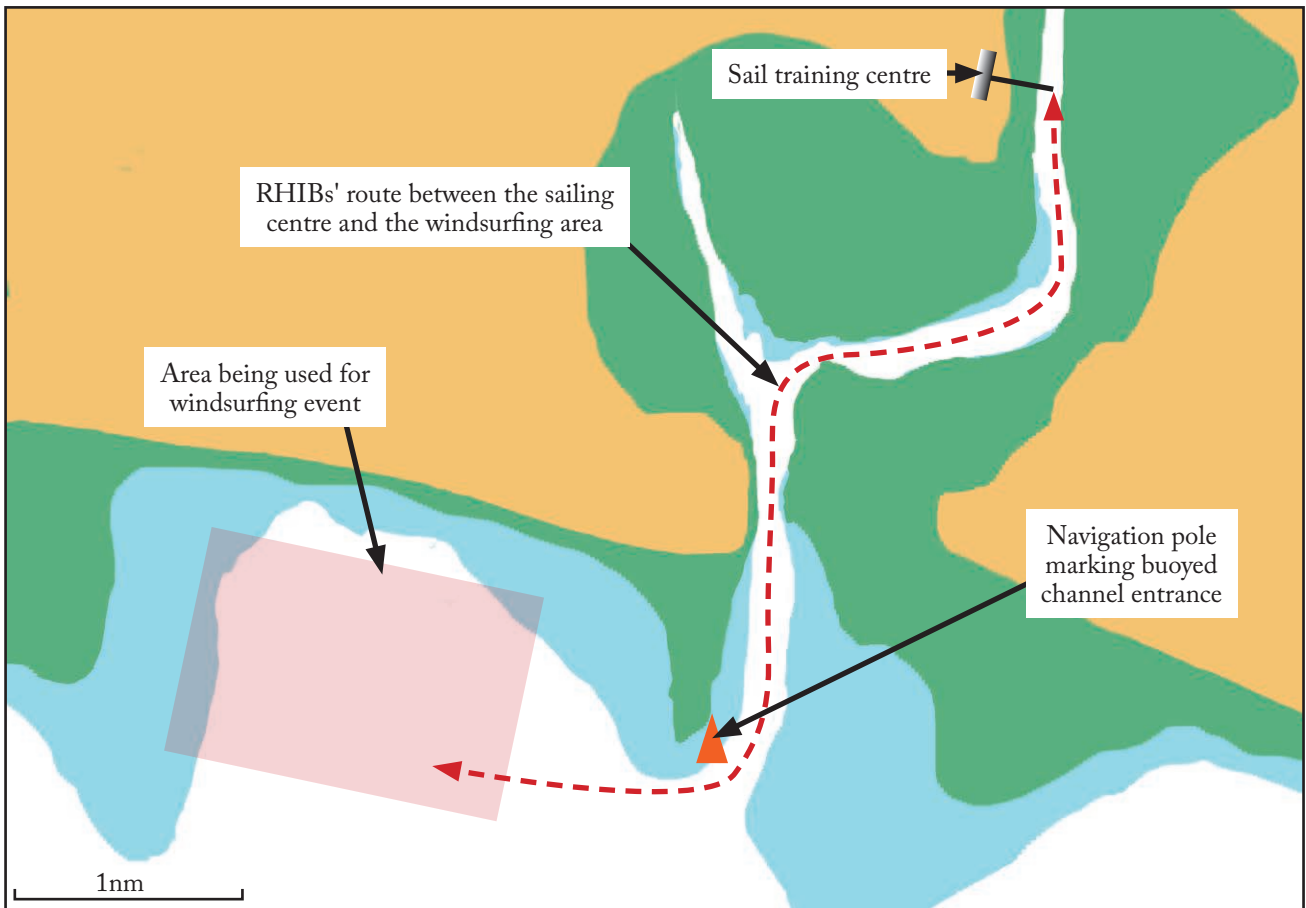 Sail training centre
RHIBs' route between the sailing
centre and the windsurfing area
Area being used for
windsurfing event
Navigation pole
marking buoyed
channel entrance
1nm